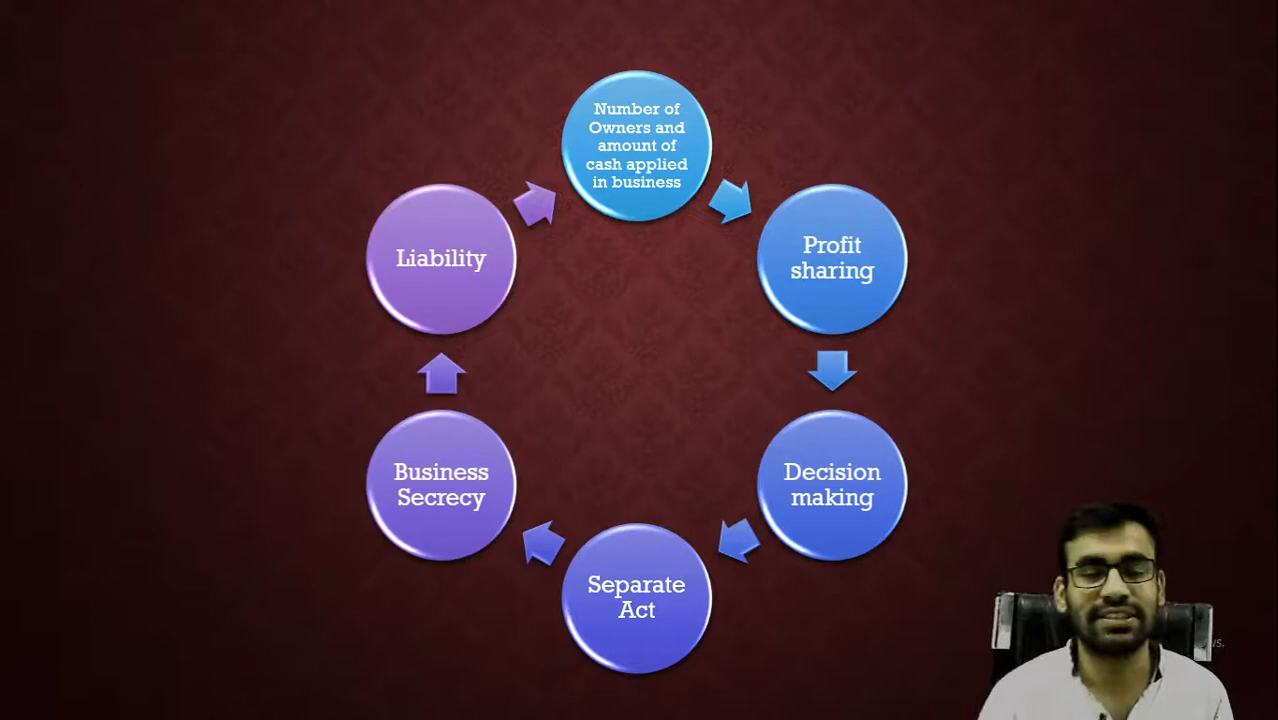 Number of
Owners and
amount of
cash applied
in business
Profit
sharing
Decision
making
Separate
Act
Business
Secrecy
Liability